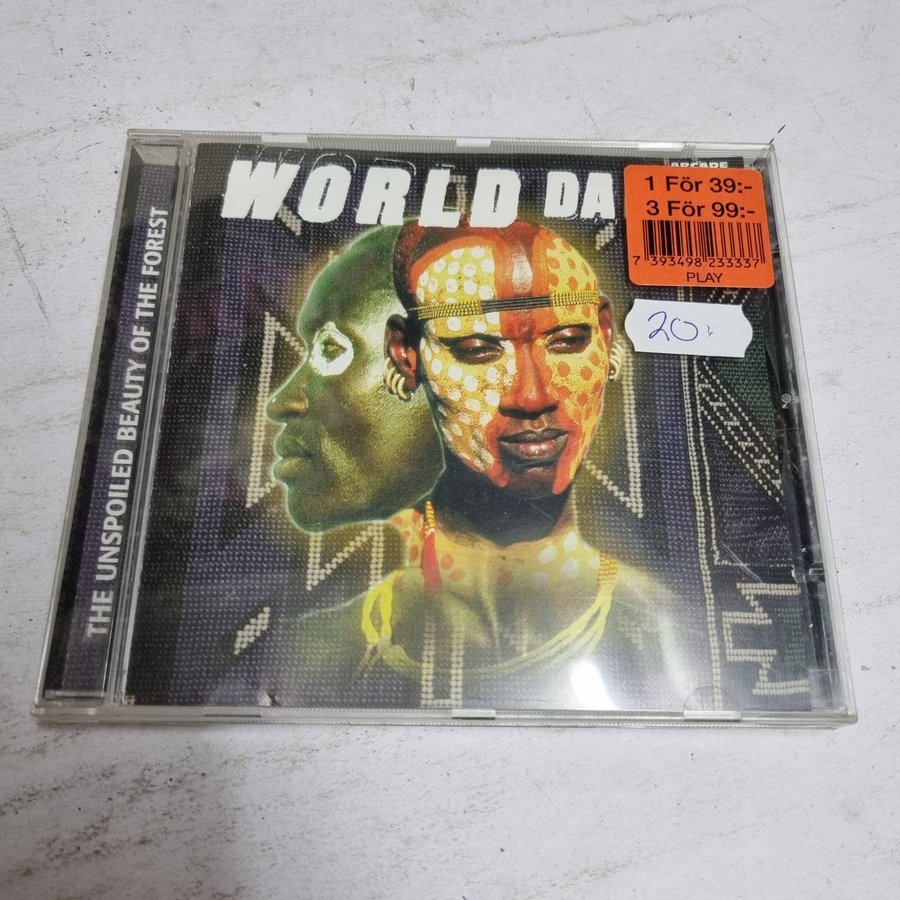 WORLD DA
ARCADE
1 För 39:-
3 För 99:-
7 393498 233337
PLAY
20:-
THE UNSPOILED BEAUTY OF THE FOREST